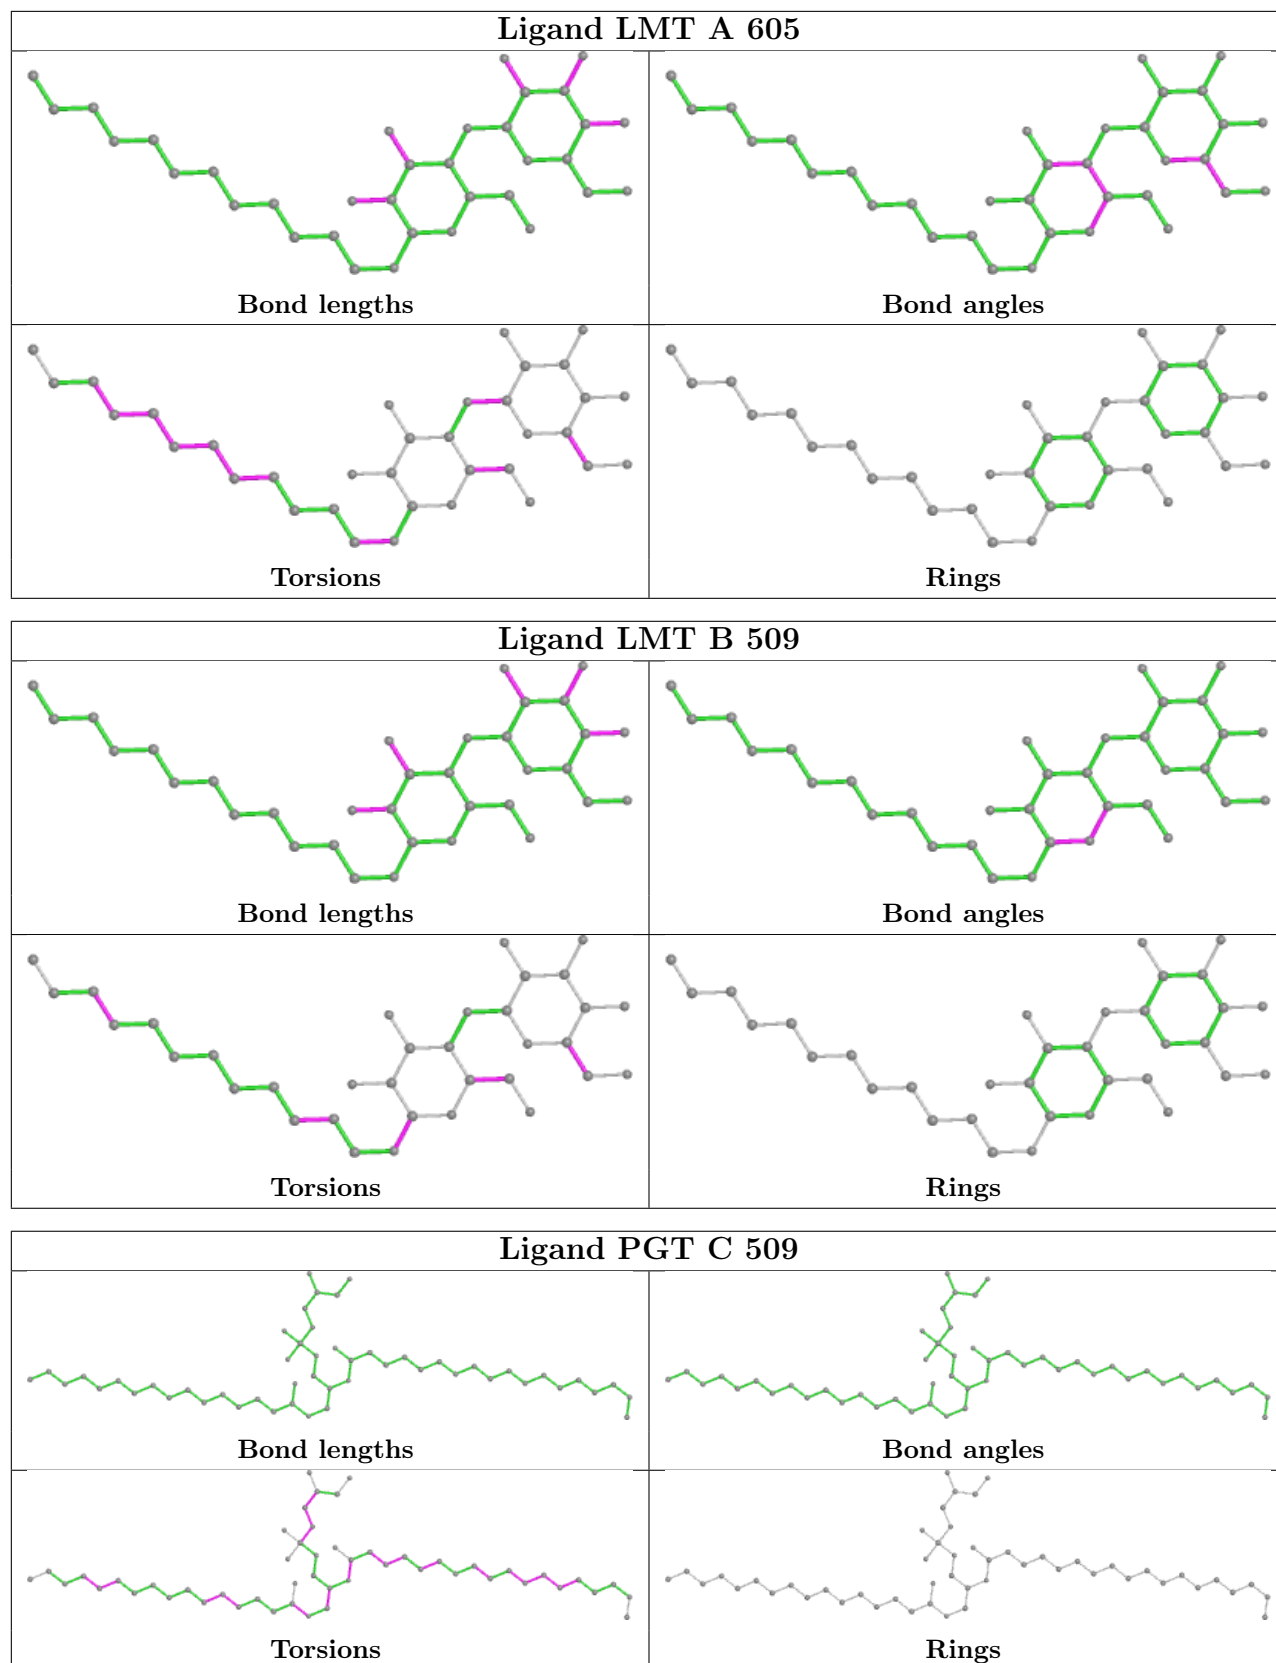 Ligand LMT A 605
Bond lengths
Bond angles
Torsions
Rings
Ligand LMT B 509
Bond lengths
Bond angles
Torsions
Rings
Ligand PGT C 509
Bond lengths
Bond angles
Torsions
Rings